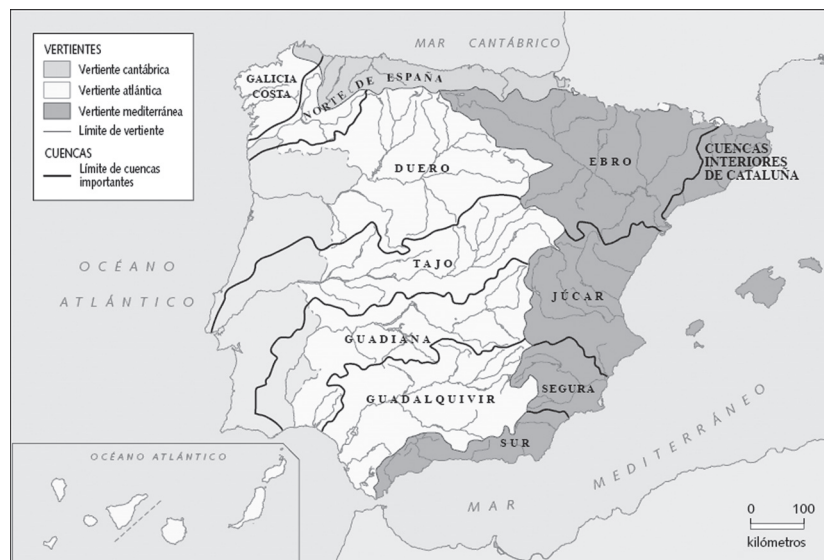 VERTIENTES
Vertiente cantábrica
Vertiente atlántica
Vertiente mediterránea
Límite de vertiente
CUENCAS
Límite de cuencas
importantes
MAR CANTÁBRICO
GALICIA
COSTA
NORTE DE ESPAÑA
DUERO
EBRO
CUENCAS
INTERIORES
DE CATALUÑA
OCÉANO
ATLÁNTICO
TAJO
JÚCAR
GUADIANA
GUADALQUIVIR
SEGURA
SUR
MAR MEDITERRÁNEO
OCÉANO ATLÁNTICO
0 100
kilómetros